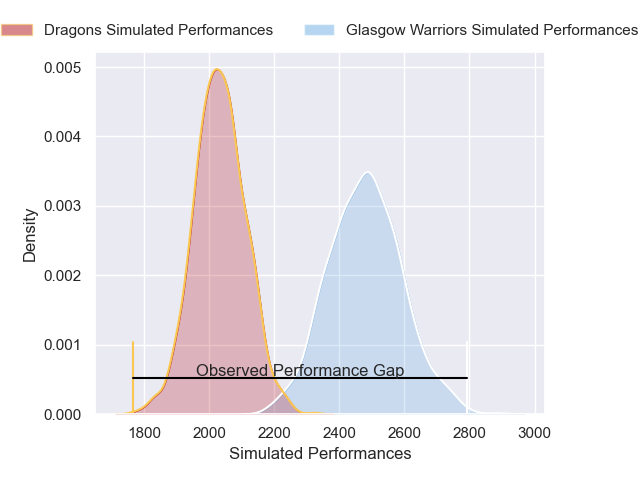 Dragons Simulated Performances
Glasgow Warriors Simulated Performances
0.005
0.004
0.003
0.002
0.001
0.000
Density
Observed Performance Gap
1800 2000 2200 2400 2600 2800 3000
Simulated Performances